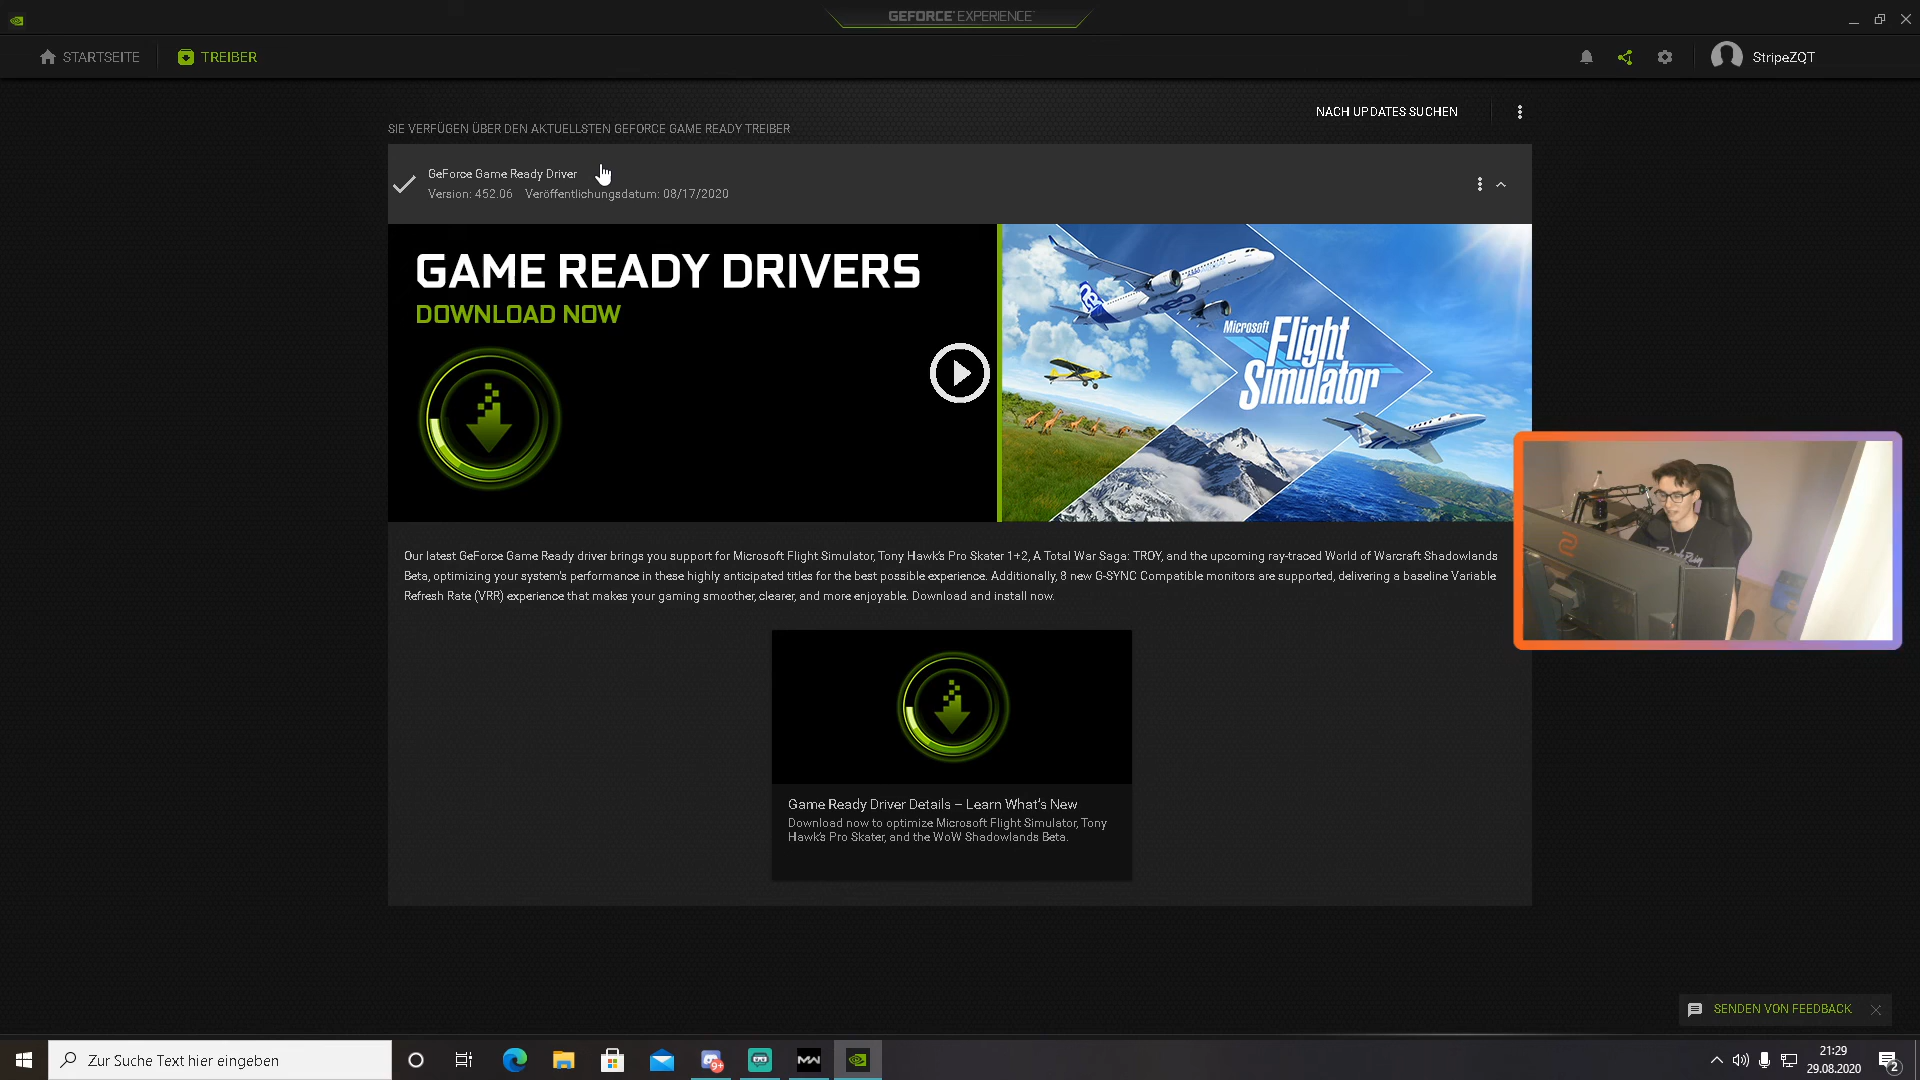 GEFORCE EXPERIENCE
STARTSEITE
TREIBER
StripeZQT
NACH UPDATES SUCHEN
SIE VERFÜGEN ÜBER DEN AKTUELLSTEN GEFORCE GAME READY TREIBER
GeForce Game Ready Driver
Version: 452.06 Veröffentlichungsdatum: 08/17/2020
GAME READY DRIVERS
DOWNLOAD NOW
neo
Microsoft
Flight
Simulator
Our latest GeForce Game Ready driver brings you support for Microsoft Flight Simulator, Tony Hawk's Pro Skater 1+2, A Total War Saga: TROY, and the upcoming ray-traced World of Warcraft Shadowlands
Beta, optimizing your system's performance in these highly anticipated titles for the best possible experience. Additionally, 8 new G-SYNC Compatible monitors are supported, delivering a baseline Variable
Refresh Rate (VRR) experience that makes your gaming smoother, clearer, and more enjoyable. Download and install now.
Game Ready Driver Details – Learn What's New
Download now to optimize Microsoft Flight Simulator, Tony
Hawk's Pro Skater, and the WoW Shadowlands Beta.
SENDEN VON FEEDBACK
Zur Suche Text hier eingeben
9+
MW
21:29
29.08.2020
2